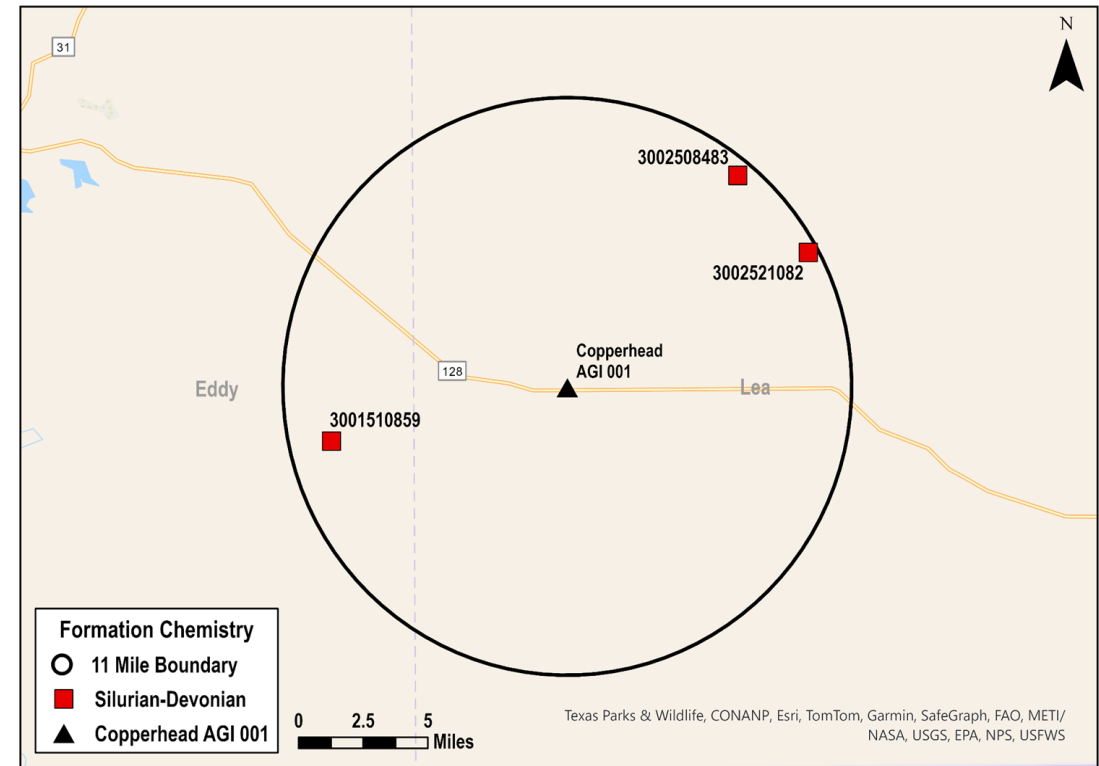 N
31
3002508483
3002521082
Copperhead
AGI 001
128
Eddy
Lea
3001510859
Formation Chemistry
11 Mile Boundary
Silurian-Devonian
Copperhead AGI 001
0 2.5 5
Miles
Texas Parks & Wildlife, CONANP, Esri, TomTom, Garmin, SafeGraph, FAO, METI/
NASA, USGS, EPA, NPS, USFWS